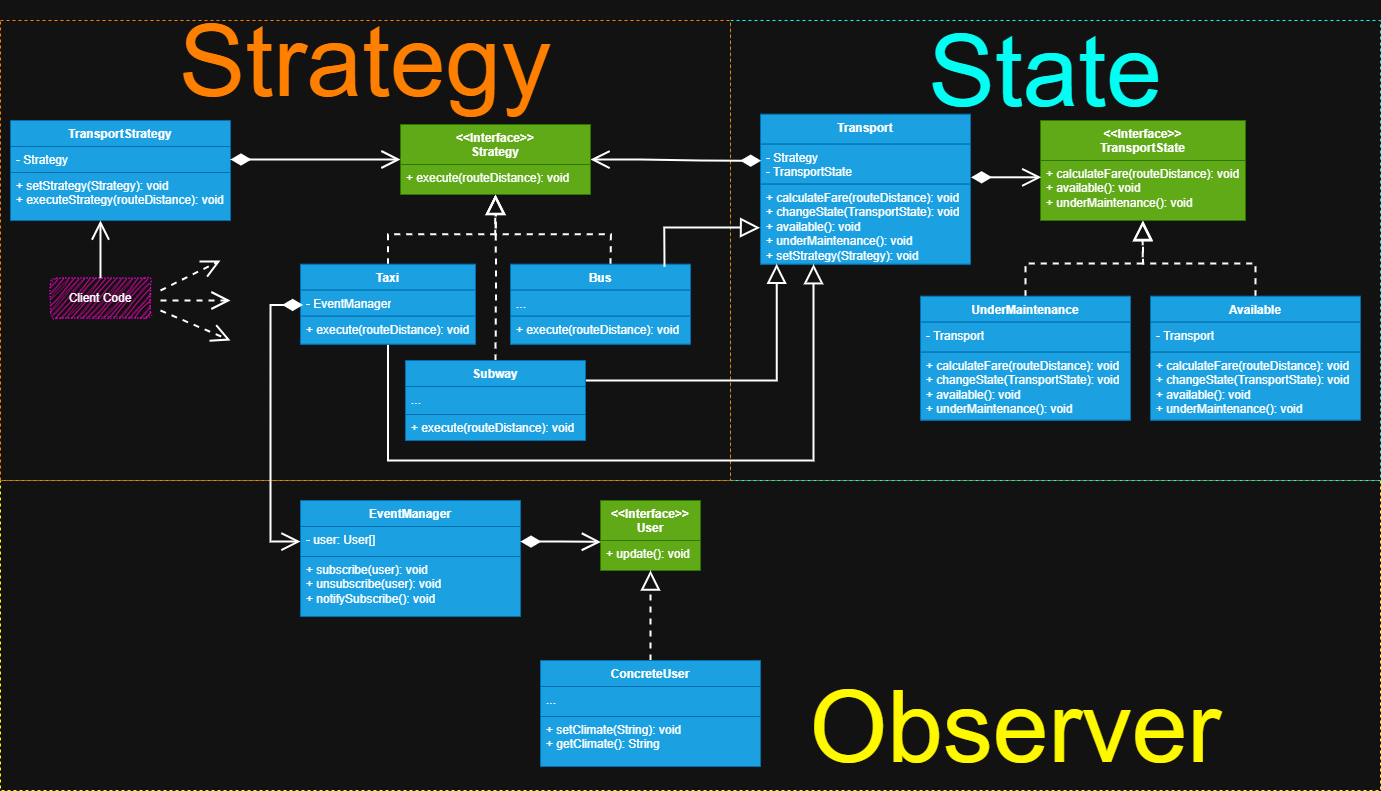 Strategy
State
TransportStrategy
- Strategy
+ setStrategy(Strategy): void
+ executeStrategy(routeDistance): void
<<Interface>>
Strategy
+ execute(routeDistance): void
Transport
- Strategy
- TransportState
+ calculateFare(routeDistance): void
+ changeState(TransportState): void
+ available(): void
+ underMaintenance(): void
+ setStrategy(Strategy): void
<<Interface>>
TransportState
+ calculateFare(routeDistance): void
+ available(): void
+ underMaintenance(): void
Client Code
Taxi
- EventManager
+ execute(routeDistance): void
Bus
...
+ execute(routeDistance): void
Subway
...
+ execute(routeDistance): void
UnderMaintenance
- Transport
+ calculateFare(routeDistance): void
+ changeState(TransportState): void
+ available(): void
+ underMaintenance(): void
Available
- Transport
+ calculateFare(routeDistance): void
+ changeState(TransportState): void
+ available(): void
+ underMaintenance(): void
EventManager
- user: User[]
+ subscribe(user): void
+ unsubscribe(user): void
+ notifySubscribe(): void
<<Interface>>
User
+ update(): void
ConcreteUser
...
+ setClimate(String): void
+ getClimate(): String
Observer